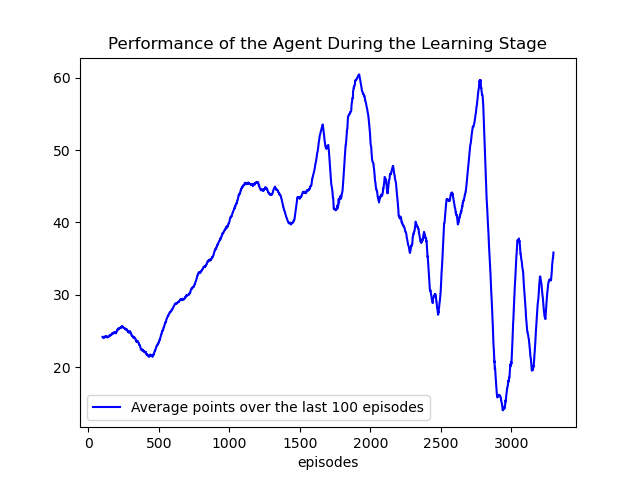 Performance of the Agent During the Learning Stage
60
50
40
30
20
Average points over the last 100 episodes
0 500 1000 1500 2000 2500 3000
episodes